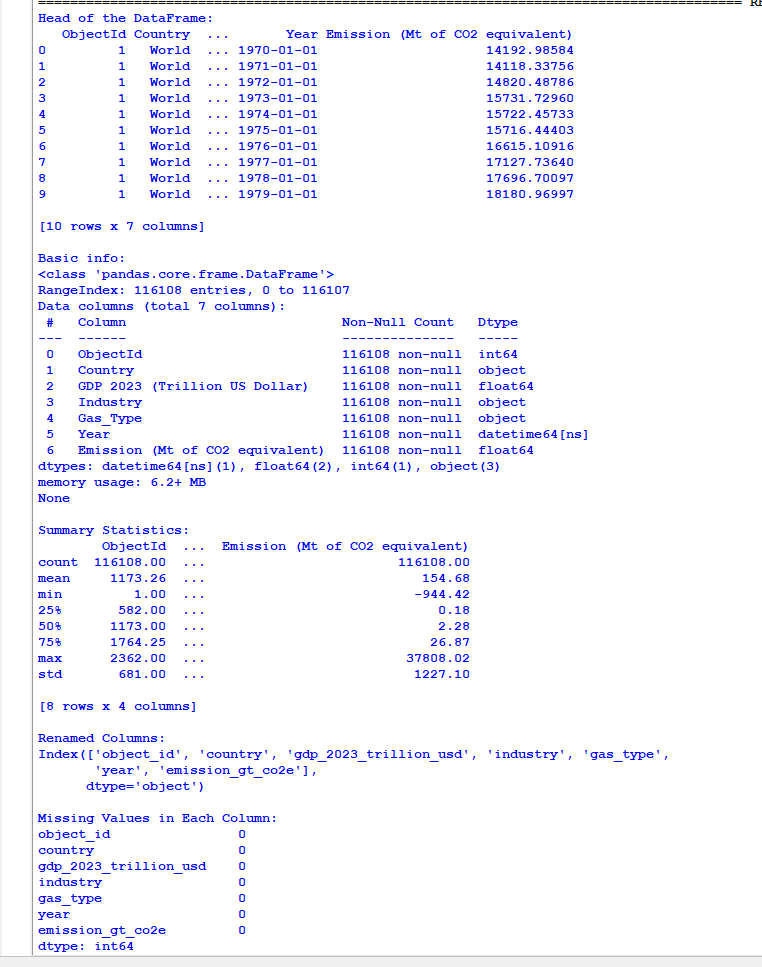 Head of the DataFrame:
   ObjectId Country  ...       Year Emission (Mt of CO2 equivalent)
0         1   World  ... 1970-01-01                     14192.98584
1         1   World  ... 1971-01-01                     14118.33756
2         1   World  ... 1972-01-01                     14820.48786
3         1   World  ... 1973-01-01                     15731.72960
4         1   World  ... 1974-01-01                     15722.45733
5         1   World  ... 1975-01-01                     15716.44403
6         1   World  ... 1976-01-01                     16615.10916
7         1   World  ... 1977-01-01                     17127.73640
8         1   World  ... 1978-01-01                     17696.70097
9         1   World  ... 1979-01-01                     18180.96997
[10 rows x 7 columns]
Basic info:
<class 'pandas.core.frame.DataFrame'>
RangeIndex: 116108 entries, 0 to 116107
Data columns (total 7 columns):
 #   Column                           Non-Null Count   Dtype
---  ------                           --------------   -----
 0   ObjectId                         116108 non-null  int64
 1   Country                          116108 non-null  object
 2   GDP 2023 (Trillion US Dollar)    116108 non-null  float64
 3   Industry                         116108 non-null  object
 4   Gas_Type                         116108 non-null  object
 5   Year                             116108 non-null  datetime64[ns]
 6   Emission (Mt of CO2 equivalent)  116108 non-null  float64
dtypes: datetime64[ns](1), float64(2), int64(1), object(3)
memory usage: 6.2+ MB
None
Summary Statistics:
        ObjectId  ...  Emission (Mt of CO2 equivalent)
count  116108.00  ...                        116108.00
mean     1173.26  ...                           154.68
min         1.00  ...                          -944.42
25%       582.00  ...                             0.18
50%      1173.00  ...                             2.28
75%      1764.25  ...                            26.87
max      2362.00  ...                         37808.02
std       681.00  ...                          1227.10
[8 rows x 4 columns]
Renamed Columns:
Index(['object_id', 'country', 'gdp_2023_trillion_usd', 'industry', 'gas_type',
       'year', 'emission_gt_co2e'],
      dtype='object')
Missing Values in Each Column:
object_id                0
country                  0
gdp_2023_trillion_usd    0
industry                 0
gas_type                 0
year                     0
emission_gt_co2e         0
dtype: int64